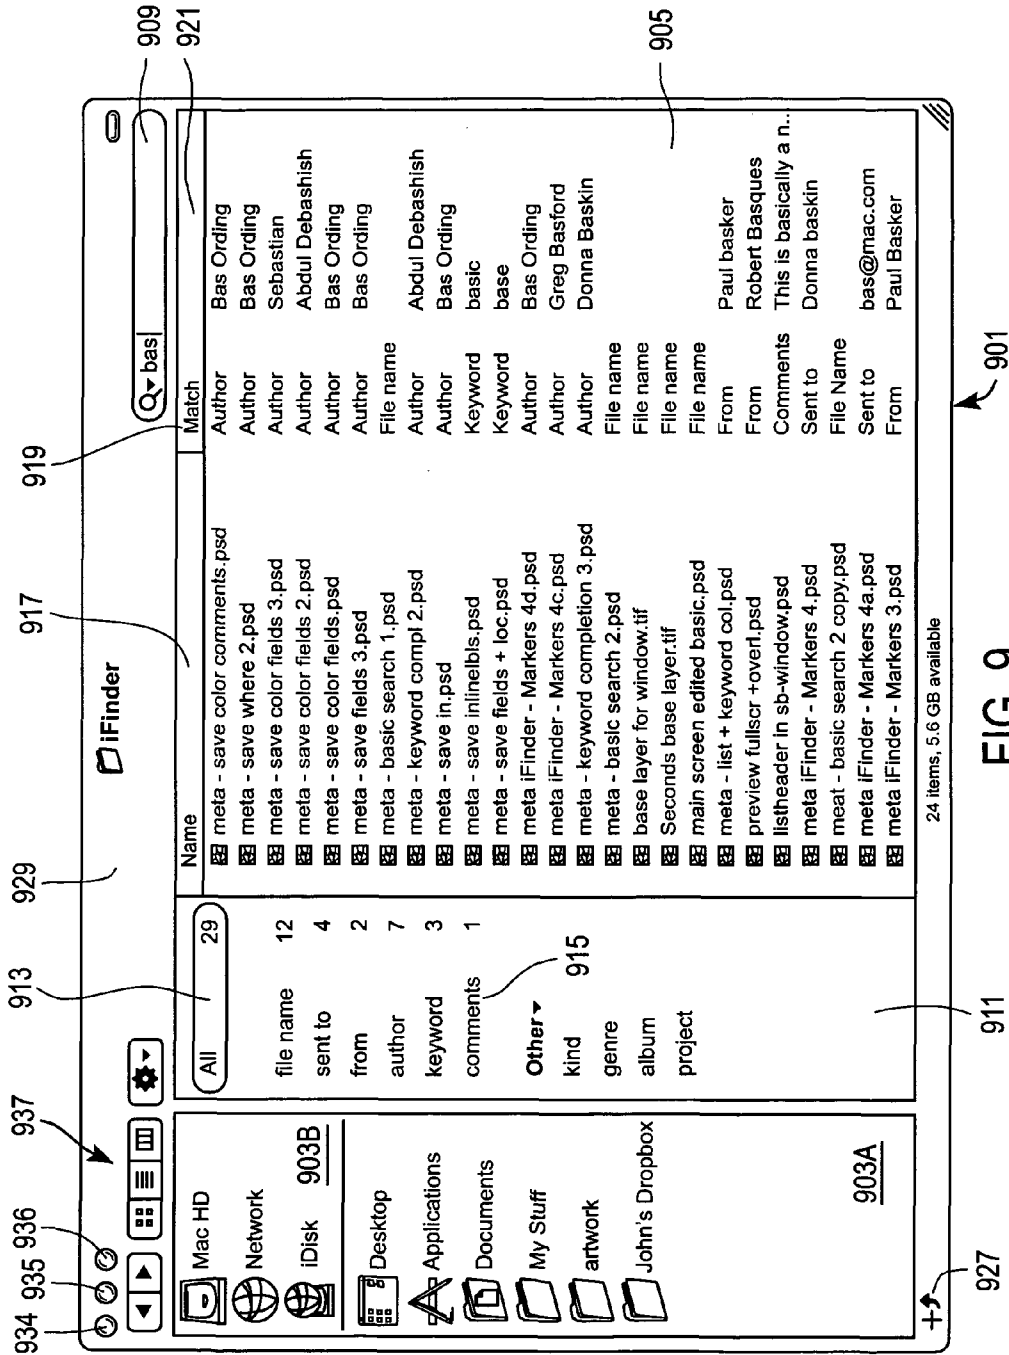 934 935 936 937 913 929 917 919 909
921
iFinder
bas
Name Match
Mac HD
Network
iDisk
903B
Desktop
Applications
Documents
My Stuff
artwork
John's Dropbox
903A
All 29
file name 12
sent to 4
from 2
author 7
keyword 3
comments 1
915
Other
kind
genre
album
project
meta - save color comments.psd Author Bas Ording
meta - save where 2.psd Author Bas Ording
meta - save color fields 3.psd Author Sebastian
meta - save color fields 2.psd Author Abdul Debashish
meta - save color fields.psd Author Bas Ording
meta - save fields 3.psd Author Bas Ording
meta - basic search 1.psd File name
meta - keyword compl 2.psd Author Abdul Debashish
meta - save in.psd Author Bas Ording
meta - save inlinelbls.psd Keyword basic
meta - save fields + loc.psd Keyword base
meta iFinder - Markers 4d.psd Author Bas Ording
meta iFinder - Markers 4c.psd Author Greg Basford
meta - keyword completion 3.psd Author Donna Baskin
meta - basic search 2.psd File name
base layer for window.tif File name
Seconds base layer.tif File name
main screen edited basic.psd File name
meta - list + keyword col.psd From Paul basker
preview fullscr +overl.psd From Robert Basques
listheader in sb-window.psd Comments This is basically a n...
meta iFinder - Markers 4.psd Sent to Donna baskin
meat - basic search 2 copy.psd File Name
meta iFinder - Markers 4a.psd Sent to bas@mac.com
meta iFinder - Markers 3.psd From Paul Basker
905
24 items, 5.6 GB available
927 911 901
FIG. 9